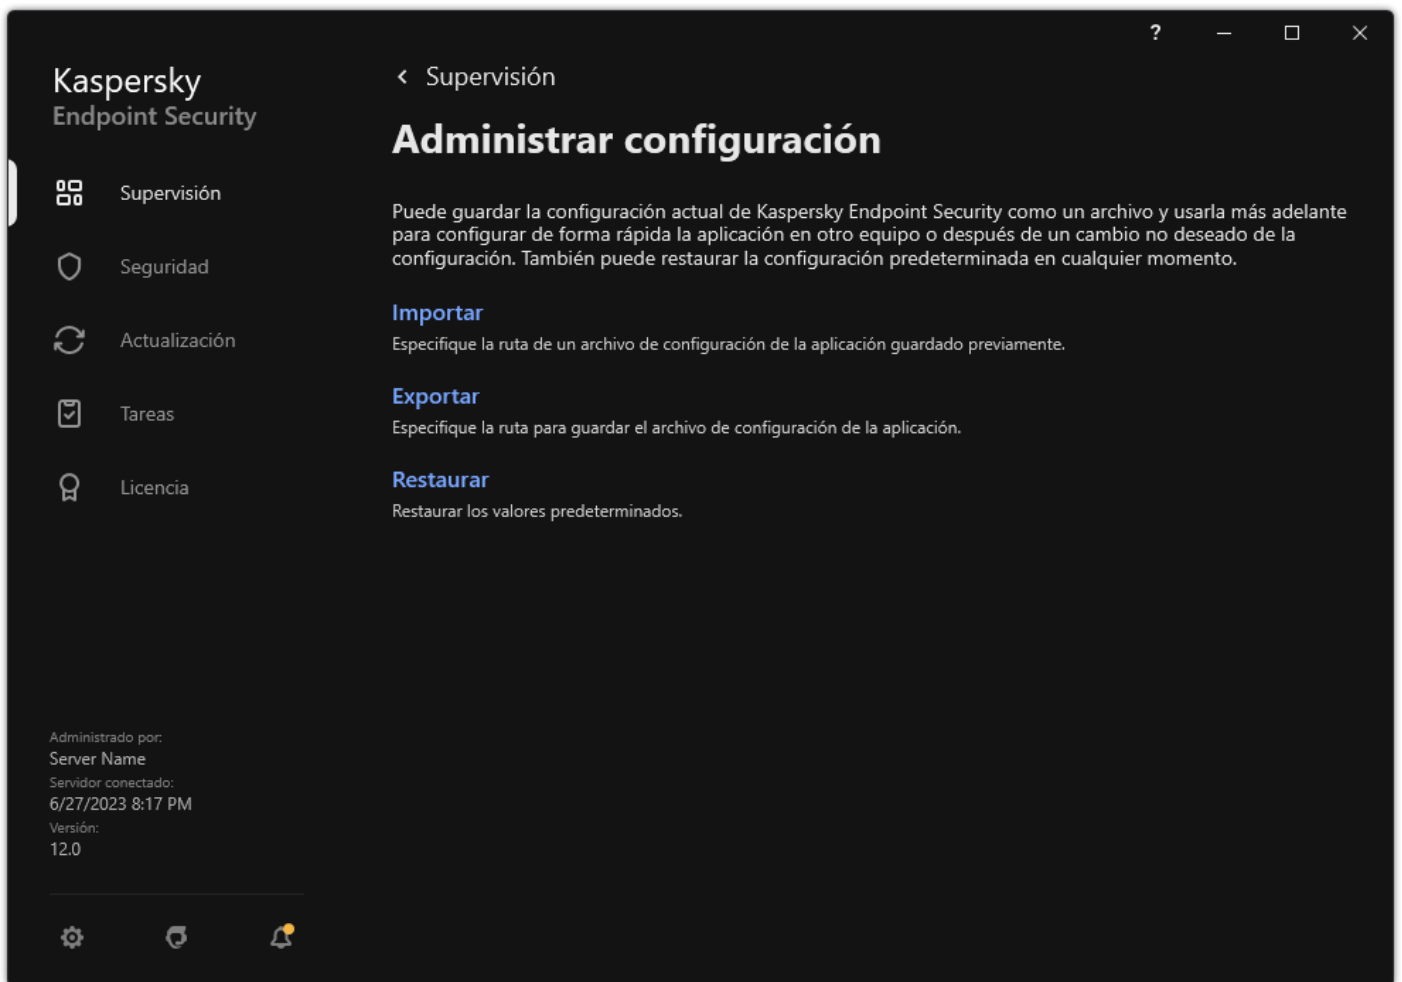 ?
Kaspersky
Endpoint Security
Supervisión
Seguridad
Actualización
Tareas
Licencia
Administrado por:
Server Name
Servidor conectado:
6/27/2023 8:17 PM
Versión:
12.0
Supervisión
Administrar configuración
Puede guardar la configuración actual de Kaspersky Endpoint Security como un archivo y usarla más adelante
para configurar de forma rápida la aplicación en otro equipo o después de un cambio no deseado de la
configuración. También puede restaurar la configuración predeterminada en cualquier momento.
Importar
Especifique la ruta de un archivo de configuración de la aplicación guardado previamente.
Exportar
Especifique la ruta para guardar el archivo de configuración de la aplicación.
Restaurar
Restaurar los valores predeterminados.